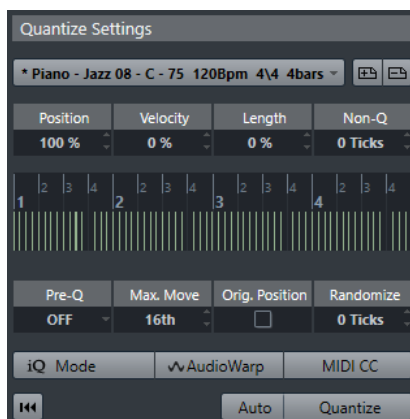 Quantize Settings
* Piano - Jazz 08 - C - 75 120Bpm 4\4 4bars
Position Velocity Length Non-Q
100 % 0 % 0 % 0 Ticks
2 3 4 2 3 4 2 3 4 2 3 4
1 2 3 4
Pre-Q Max. Move Orig. Position Randomize
OFF 16th 0 Ticks
iQ Mode AudioWarp MIDI CC
Auto Quantize